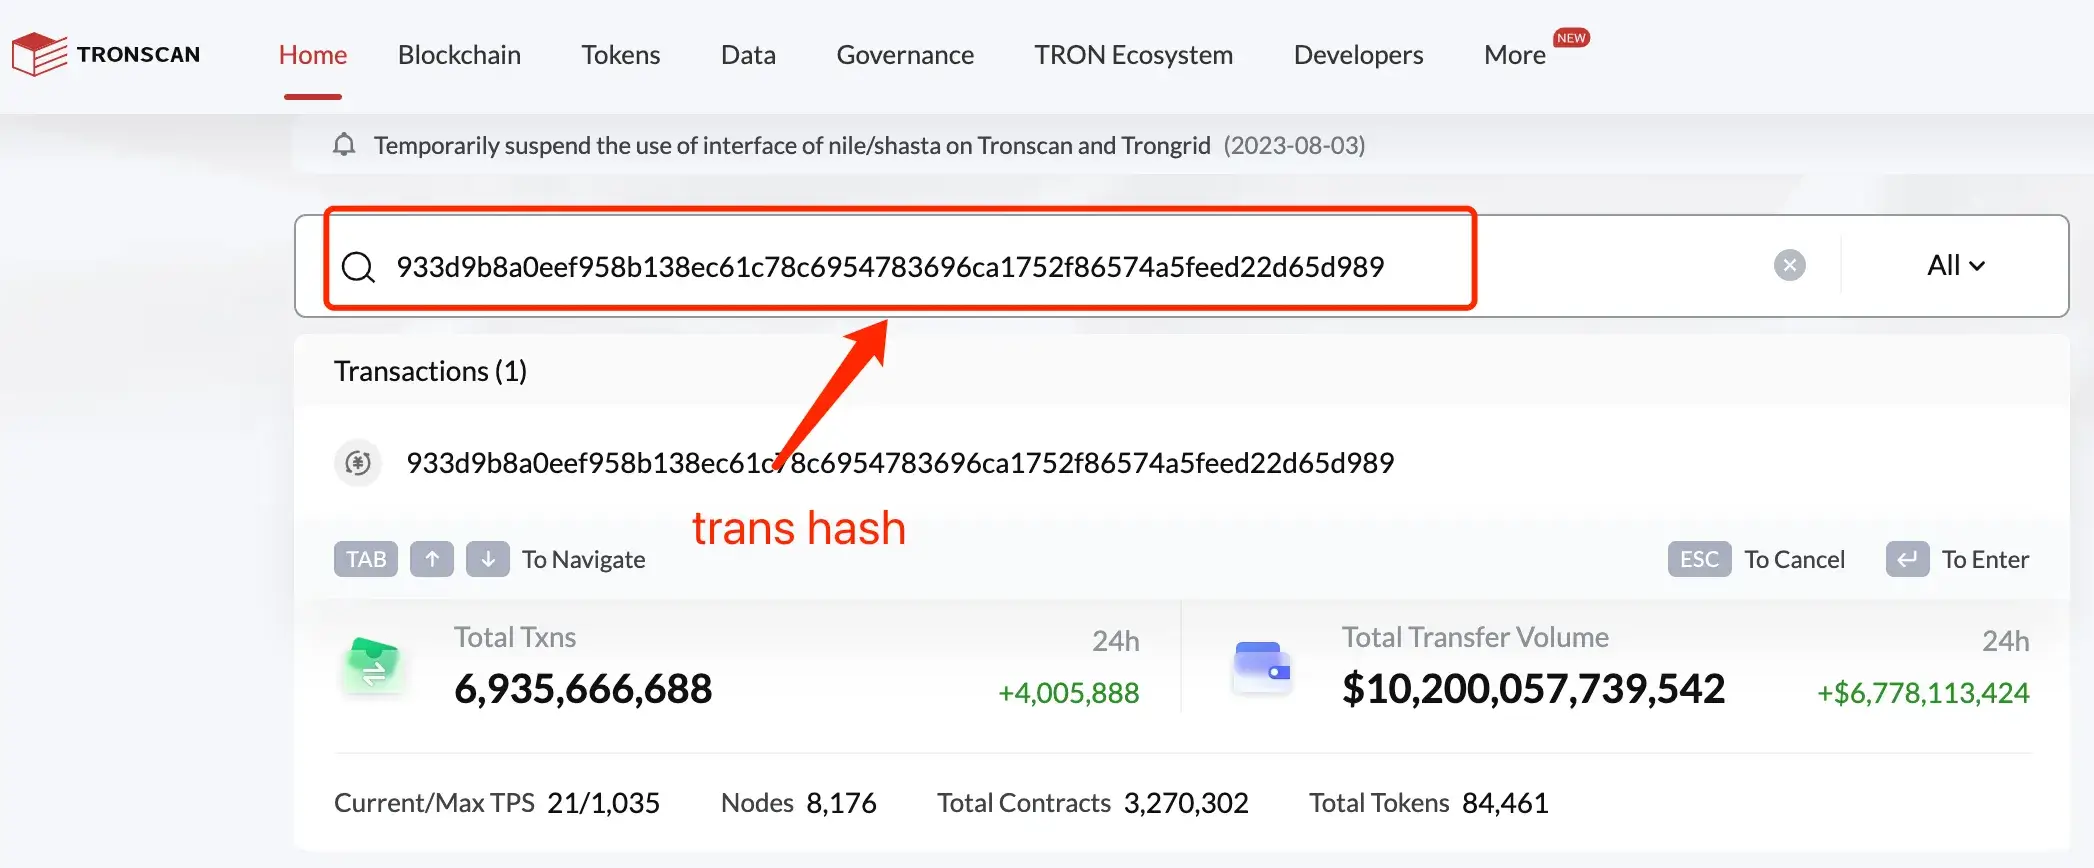 TRONSCAN Home Blockchain Tokens Data Governance TRON Ecosystem Developers More NEW
Temporarily suspend the use of interface of nile/shasta on Tronscan and Trongrid (2023-08-03)
933d9b8a0eef958b138ec61c78c6954783696ca1752f86574a5feed22d65d989 All
Transactions (1)
933d9b8a0eef958b138ec61c78c6954783696ca1752f86574a5feed22d65d989
trans hash
TAB ↑ ↓ To Navigate ESC To Cancel ↵ To Enter
Total Txns 24h Total Transfer Volume 24h
6,935,666,688 +4,005,888 $10,200,057,739,542 +$6,778,113,424
Current/Max TPS 21/1,035 Nodes 8,176 Total Contracts 3,270,302 Total Tokens 84,461